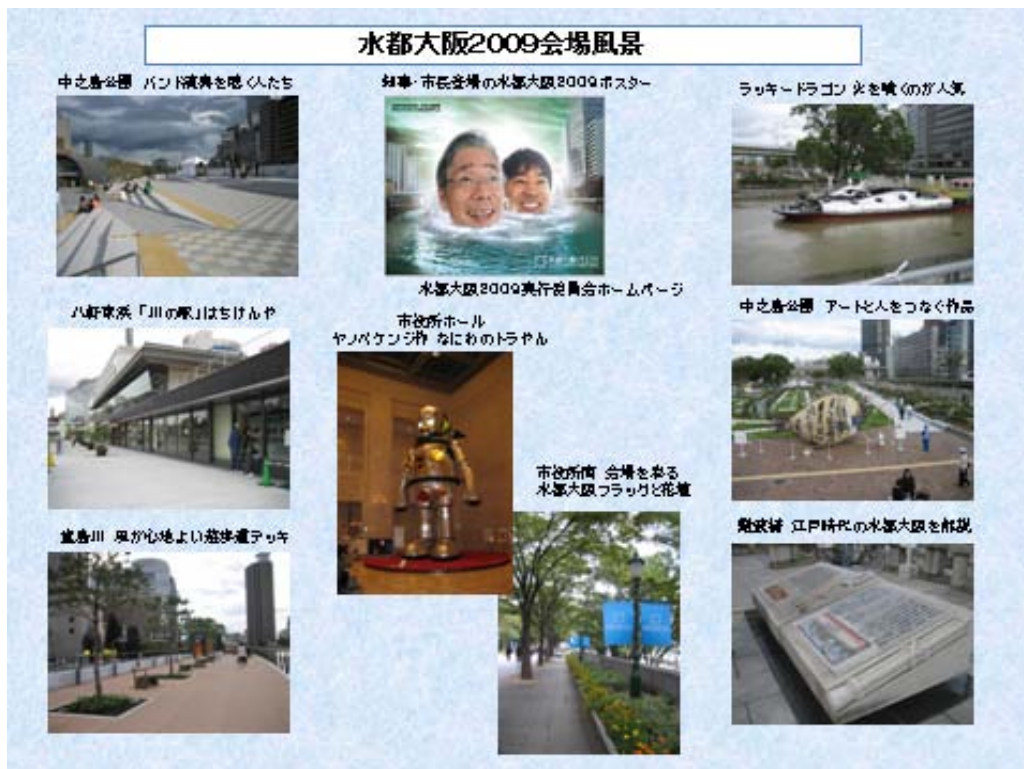 水都大阪2009会場風景
中之島公園 バンド演奏を聴く人たち
知事・市長登場の水都大阪2009ポスター
ラッキードラゴン 火を噴くのが人気
水都大阪2009実行委員会ホームページ
八軒家浜「川の駅」はちけんや
市役所ホール
ヤノベケンジ作 なにわのトラやん
中之島公園 アートと人をつなぐ作品
市役所南 会場を彩る
水都大阪フラッグと花壇
堂島川 風が心地よい遊歩道デッキ
難波橋 江戸時代の水都大阪を解説